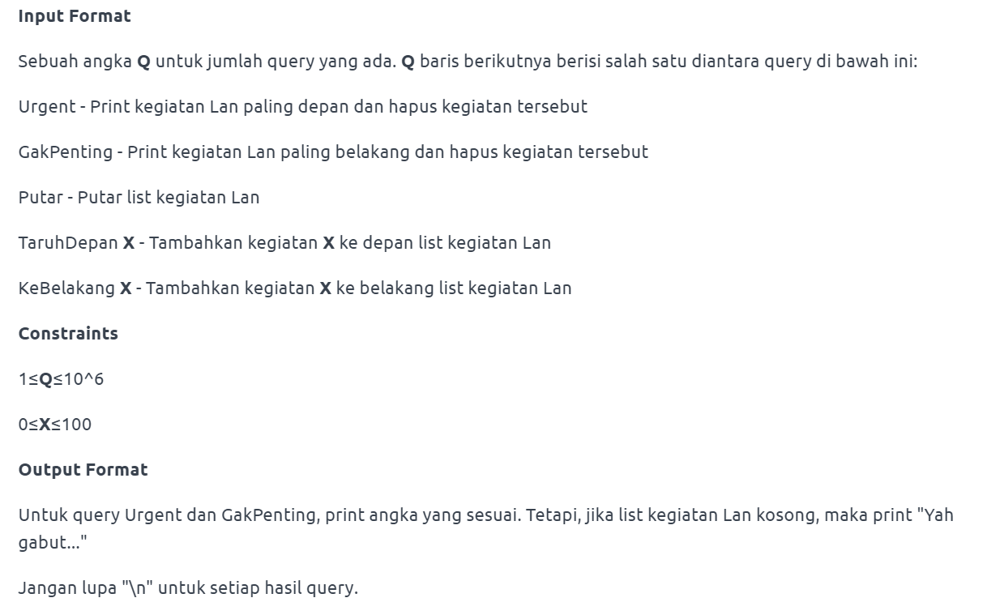 Input Format
Sebuah angka Q untuk jumlah query yang ada. Q baris berikutnya berisi salah satu diantara query di bawah ini:
Urgent - Print kegiatan Lan paling depan dan hapus kegiatan tersebut
GakPenting - Print kegiatan Lan paling belakang dan hapus kegiatan tersebut
Putar - Putar list kegiatan Lan
TaruhDepan X - Tambahkan kegiatan X ke depan list kegiatan Lan
KeBelakang X - Tambahkan kegiatan X ke belakang list kegiatan Lan
Constraints
1≤Q≤10^6
0≤X≤100
Output Format
Untuk query Urgent dan GakPenting, print angka yang sesuai. Tetapi, jika list kegiatan Lan kosong, maka print "Yah
gabut..."
Jangan lupa "\n" untuk setiap hasil query.